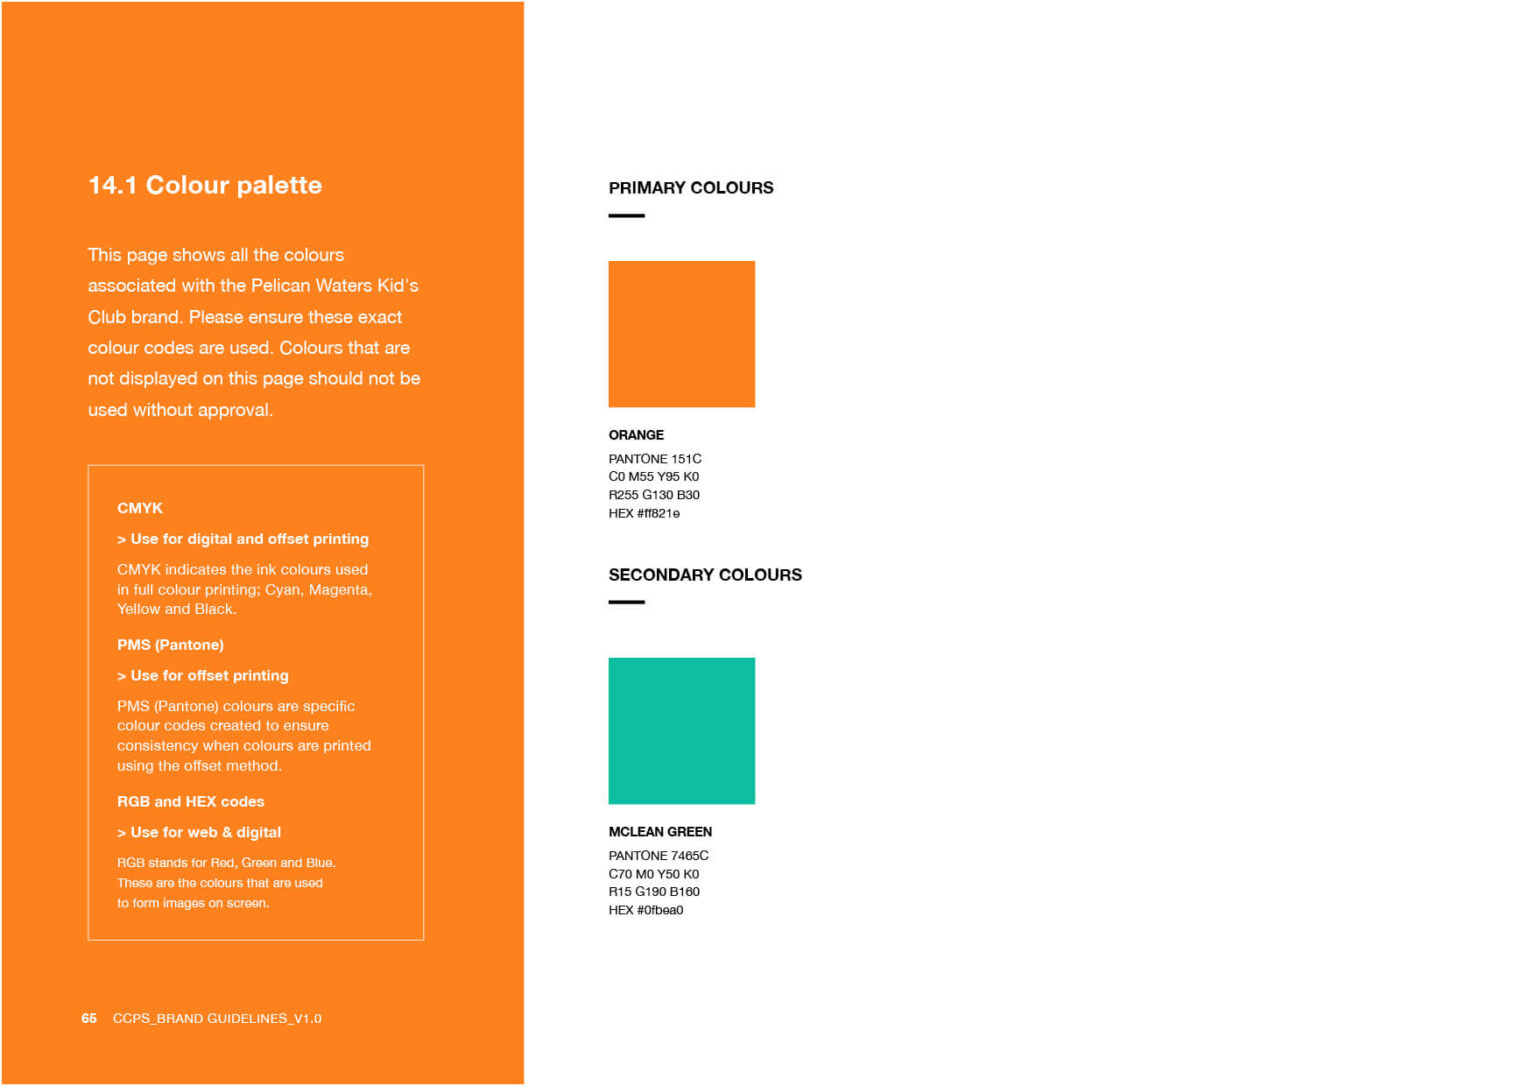 14.1 Colour palette
This page shows all the colours
associated with the Pelican Waters Kid's
Club brand. Please ensure these exact
colour codes are used. Colours that are
not displayed on this page should not be
used without approval.
CMYK
> Use for digital and offset printing
CMYK indicates the ink colours used
in full colour printing; Cyan, Magenta,
Yellow and Black.
PMS (Pantone)
> Use for offset printing
PMS (Pantone) colours are specific
colour codes created to ensure
consistency when colours are printed
using the offset method.
RGB and HEX codes
> Use for web & digital
RGB stands for Red, Green and Blue.
These are the colours that are used
to form images on screen.
65 CCPS_BRAND GUIDELINES_V1.0
PRIMARY COLOURS
ORANGE
PANTONE 151C
C0 M55 Y95 K0
R255 G130 B30
HEX #ff821e
SECONDARY COLOURS
MCLEAN GREEN
PANTONE 7465C
C70 M0 Y50 K0
R15 G190 B160
HEX #0fbea0